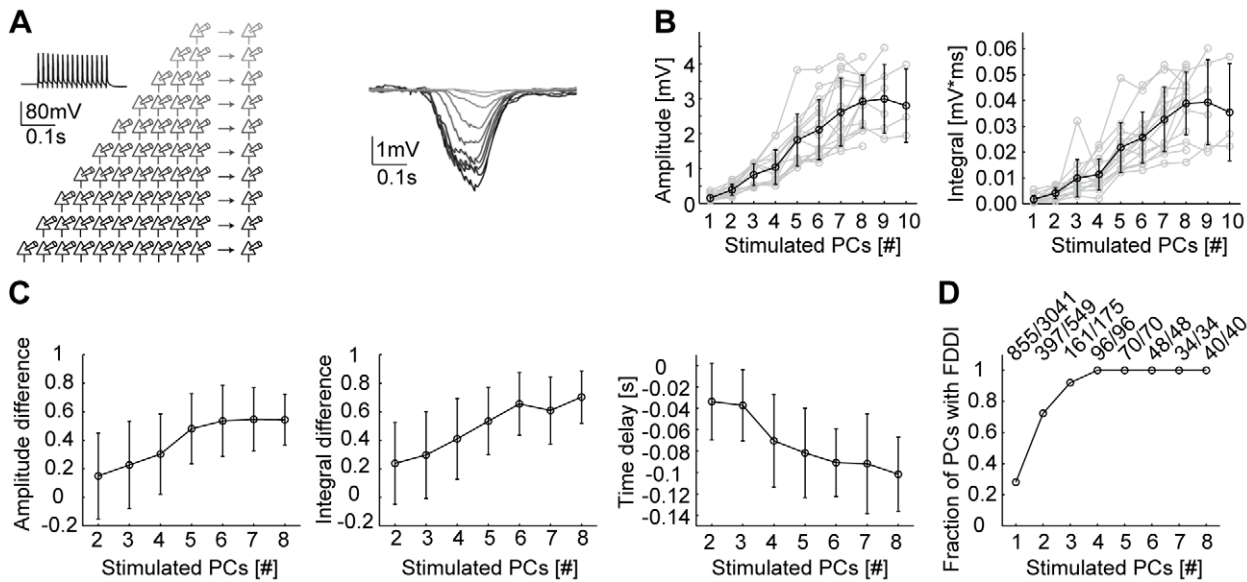 A
80mV
0.1s
1mV
0.1s
B
Amplitude [mV]
5
4
3
2
1
0
1 2 3 4 5 6 7 8 9 10
Stimulated PCs [#]
Integral [mV*ms]
0.06
0.05
0.04
0.03
0.02
0.01
0.00
1 2 3 4 5 6 7 8 9 10
Stimulated PCs [#]
C
Amplitude difference
1
0.8
0.6
0.4
0.2
0
-0.2
2 3 4 5 6 7 8
Stimulated PCs [#]
Integral difference
1
0.8
0.6
0.4
0.2
0
-0.2
2 3 4 5 6 7 8
Stimulated PCs [#]
Time delay [s]
0
-0.02
-0.04
-0.06
-0.08
-0.1
-0.12
-0.14
2 3 4 5 6 7 8
Stimulated PCs [#]
D
855/3041
397/549
161/175
96/96
70/70
48/48
34/34
40/40
Fraction of PCs with FDDI
1
0.8
0.6
0.4
0.2
0
1 2 3 4 5 6 7 8
Stimulated PCs [#]